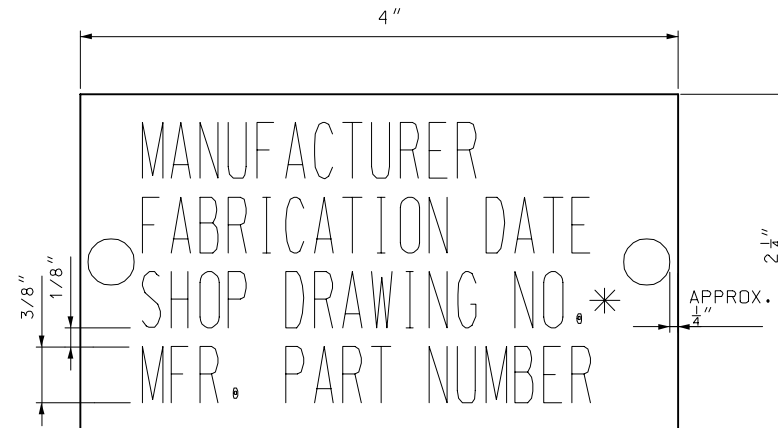 4"
MANUFACTURER
FABRICATION DATE
SHOP DRAWING NO.*
MFR. PART NUMBER
3/8"
1/8"
2 1/4"
APPROX.
1/4"